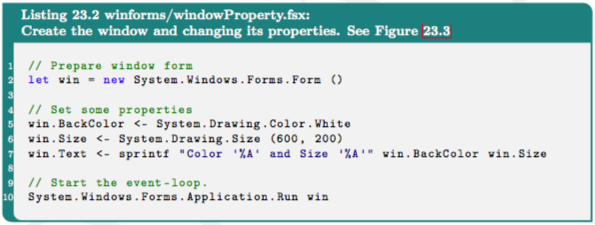 Listing 23.2 winforms/windowProperty.fsx:
Create the window and changing its properties. See Figure 23.3
1 // Prepare window form
2 let win = new System.Windows.Forms.Form ()
3
4 // Set some properties
5 win.BackColor <- System.Drawing.Color.White
6 win.Size <- System.Drawing.Size (600, 200)
7 win.Text <- sprintf "Color '%A' and Size '%A'" win.BackColor win.Size
8
9 // Start the event-loop.
10 System.Windows.Forms.Application.Run win